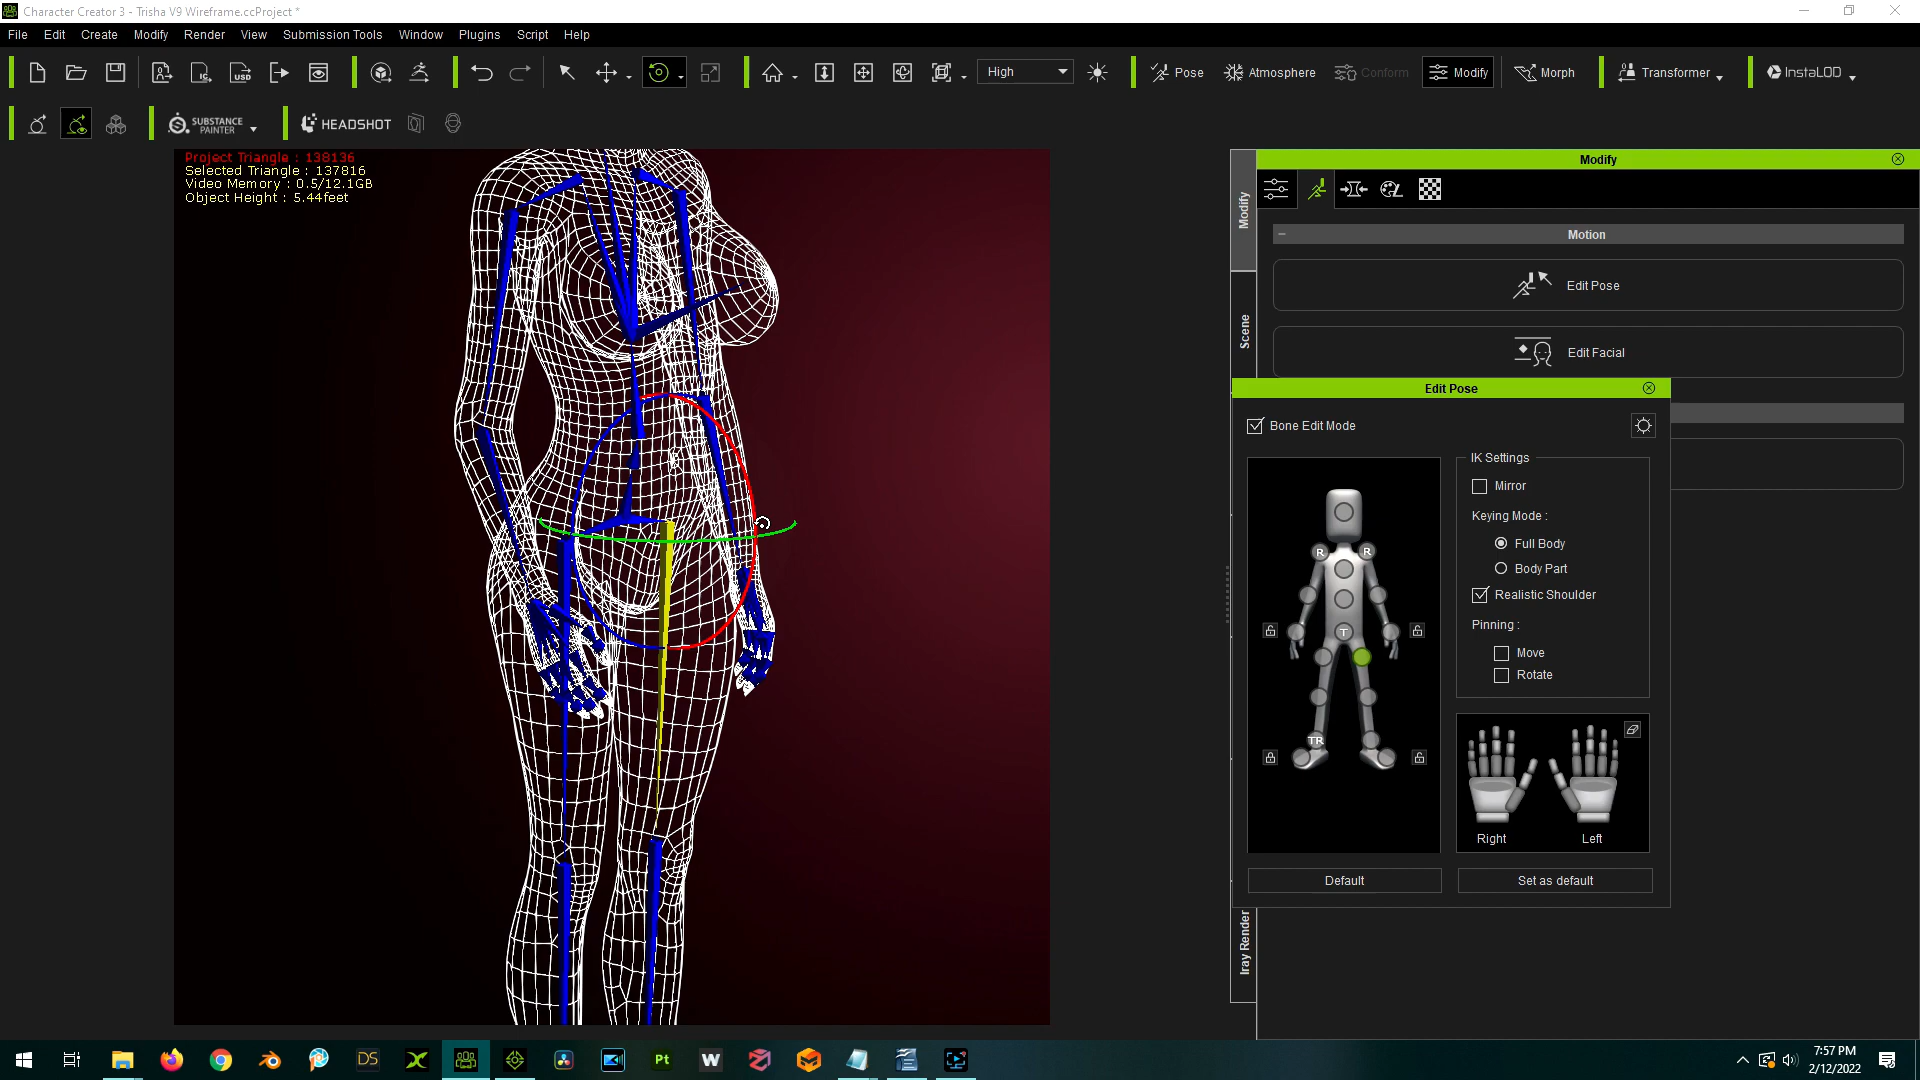 Character Creator 3 - Trisha V9 Wireframe.ccProject *
File Edit Create Modify Render View Submission Tools Window Plugins Script Help
High Pose Atmosphere Conform Modify Morph Transformer InstaLOD
SUBSTANCE PAINTER HEADSHOT
Project Triangle : 138136
Selected Triangle : 137816
Video Memory : 0.5/12.1GB
Object Height : 5.44feet
Modify
Modify
Scene
Iray Render
Motion
Edit Pose
Edit Facial
Edit Pose
Bone Edit Mode
IK Settings
Mirror
Keying Mode :
Full Body
Body Part
Realistic Shoulder
Pinning :
Move
Rotate
R R
T
TR
Right Left
Default Set as default
DS Pt W
7:57 PM
2/12/2022